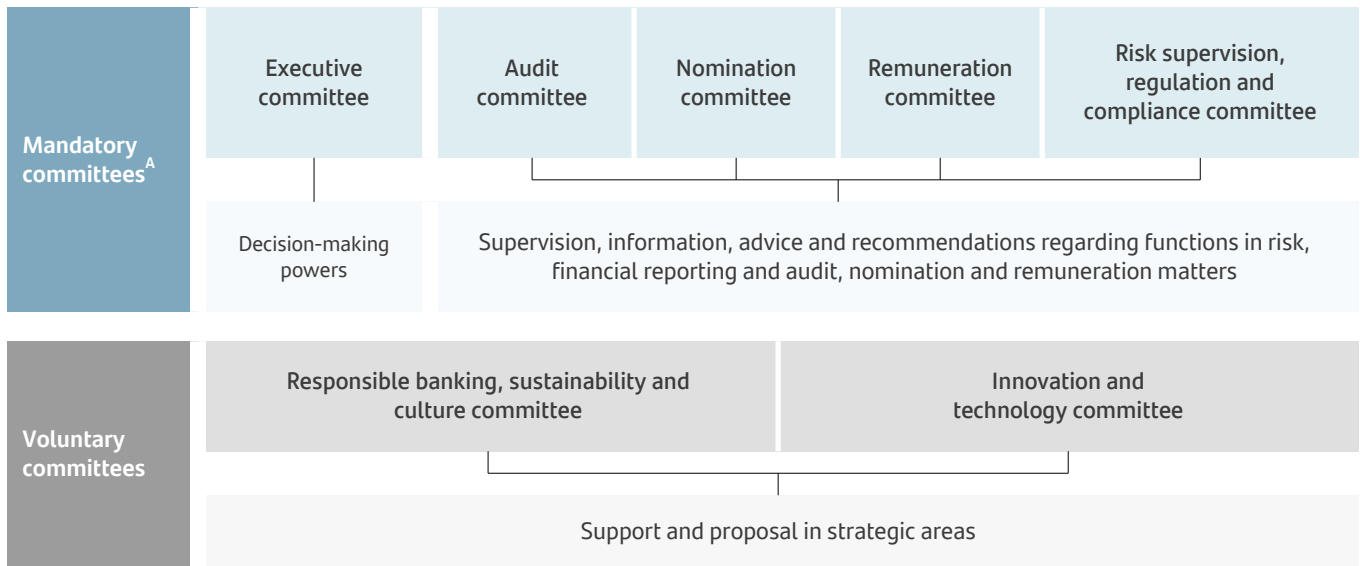 Mandatory
committees^A
Executive
committee
Audit
committee
Nomination
committee
Remuneration
committee
Risk supervision,
regulation and
compliance committee
Decision-making
powers
Supervision, information, advice and recommendations regarding functions in risk,
financial reporting and audit, nomination and remuneration matters
Voluntary
committees
Responsible banking, sustainability and
culture committee
Innovation and
technology committee
Support and proposal in strategic areas